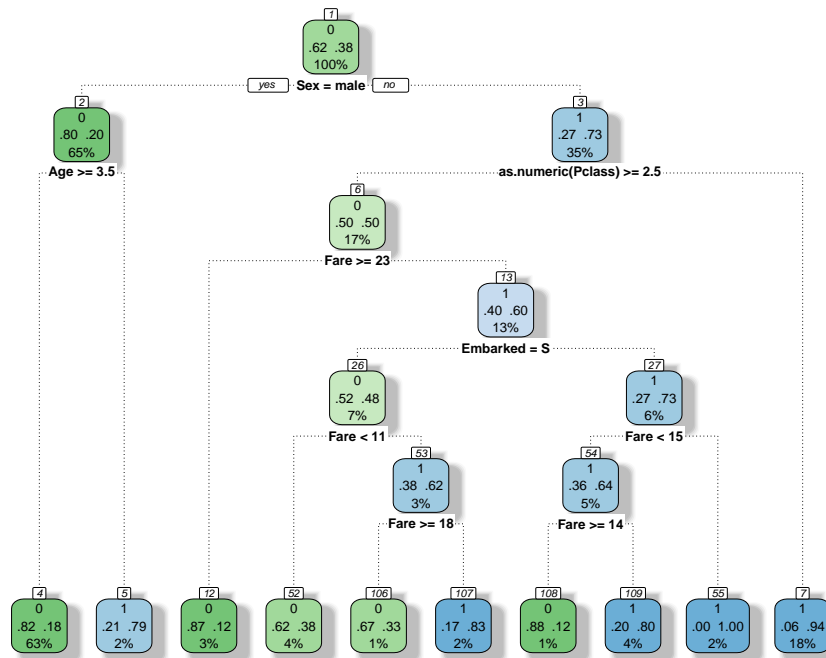 1
0
.62 .38
100%
yes Sex = male no
2 3
0 1
.80 .20 .27 .73
65% 35%
Age >= 3.5 as.numeric(Pclass) >= 2.5
6
0
.50 .50
17%
Fare >= 23
13
1
.40 .60
13%
Embarked = S
26 27
0 1
.52 .48 .27 .73
7% 6%
Fare < 11 Fare < 15
53 54
1 1
.38 .62 .36 .64
3% 5%
Fare >= 18 Fare >= 14
4 5 12 52 106 107 108 109 55 7
0 1 0 0 0 1 0 1 1 1
.82 .18 .21 .79 .87 .12 .62 .38 .67 .33 .17 .83 .88 .12 .20 .80 .00 1.00 .06 .94
63% 2% 3% 4% 1% 2% 1% 4% 2% 18%